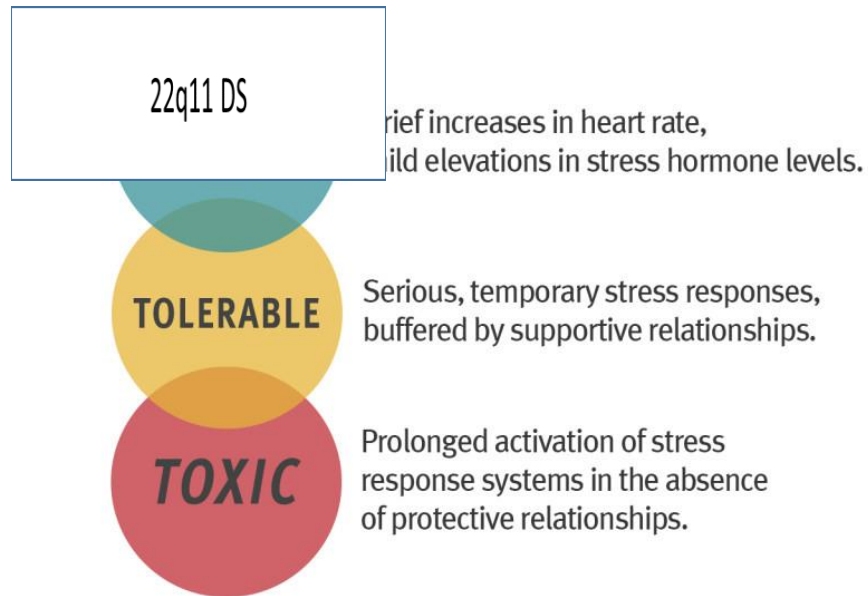 22q11 DS
rief increases in heart rate,
ild elevations in stress hormone levels.
TOLERABLE
Serious, temporary stress responses,
buffered by supportive relationships.
TOXIC
Prolonged activation of stress
response systems in the absence
of protective relationships.